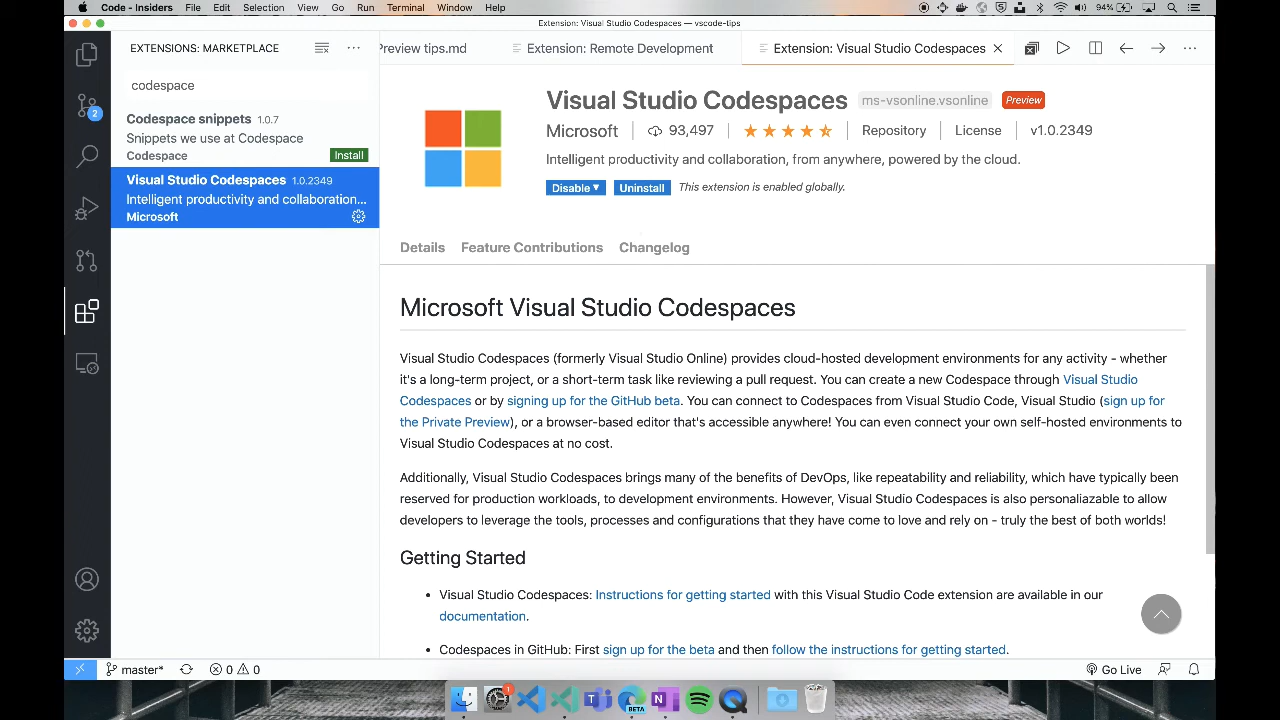 Code - Insiders File Edit Selection View Go Run Terminal Window Help 94%
Extension: Visual Studio Codespaces — vscode-tips
EXTENSIONS: MARKETPLACE
Preview tips.md Extension: Remote Development Extension: Visual Studio Codespaces
codespace
Codespace snippets 1.0.7
Snippets we use at Codespace
Codespace Install
Visual Studio Codespaces 1.0.2349
Intelligent productivity and collaboration...
Microsoft
2
Visual Studio Codespaces ms-vsonline.vsonline Preview
Microsoft 93,497 Repository License v1.0.2349
Intelligent productivity and collaboration, from anywhere, powered by the cloud.
Disable Uninstall This extension is enabled globally.
Details Feature Contributions Changelog
Microsoft Visual Studio Codespaces
Visual Studio Codespaces (formerly Visual Studio Online) provides cloud-hosted development environments for any activity - whether
it's a long-term project, or a short-term task like reviewing a pull request. You can create a new Codespace through Visual Studio
Codespaces or by signing up for the GitHub beta. You can connect to Codespaces from Visual Studio Code, Visual Studio (sign up for
the Private Preview), or a browser-based editor that's accessible anywhere! You can even connect your own self-hosted environments to
Visual Studio Codespaces at no cost.
Additionally, Visual Studio Codespaces brings many of the benefits of DevOps, like repeatability and reliability, which have typically been
reserved for production workloads, to development environments. However, Visual Studio Codespaces is also personaliazable to allow
developers to leverage the tools, processes and configurations that they have come to love and rely on - truly the best of both worlds!
Getting Started
• Visual Studio Codespaces: Instructions for getting started with this Visual Studio Code extension are available in our
documentation.
• Codespaces in GitHub: First sign up for the beta and then follow the instructions for getting started.
master* 0 0 Go Live
1
BETA